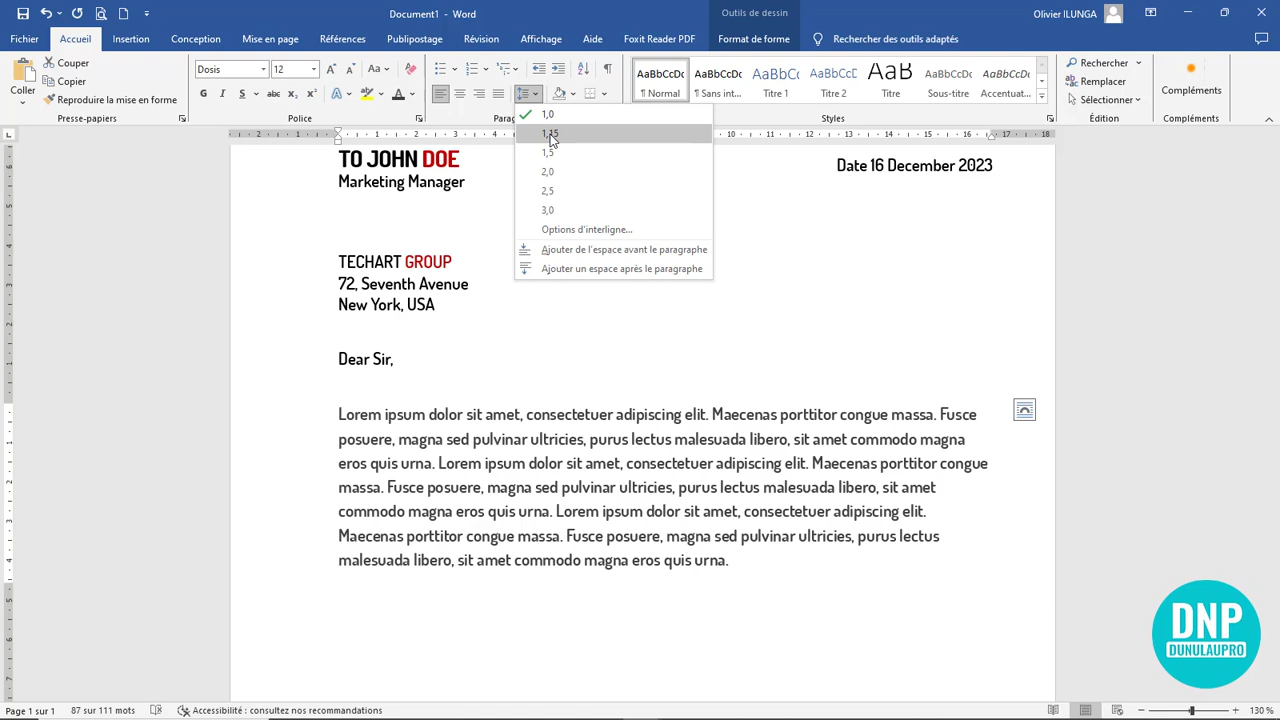 Document1 - Word
Outils de dessin
Olivier ILUNGA
Fichier Accueil Insertion Conception Mise en page Références Publipostage Révision Affichage Aide Foxit Reader PDF Format de forme Rechercher des outils adaptés
Coller
Couper
Copier
Reproduire la mise en forme
Presse-papiers
Dosis 12
Aa
G I S abc x₂ x² A A
Police
Parag
AaBbCcDc AaBbCcDc AaBbCc AaBbCcD AaB AaBbCcD AaBbCcDc
¶ Normal ¶ Sans int... Titre 1 Titre 2 Titre Sous-titre Accentuat...
Styles
Rechercher
Remplacer
Sélectionner
Édition
Compléments
Compléments
1,0
1,15
1,5
2,0
2,5
3,0
Options d'interligne...
Ajouter de l'espace avant le paragraphe
Ajouter un espace après le paragraphe
TO JOHN DOE
Marketing Manager
Date 16 December 2023
TECHART GROUP
72, Seventh Avenue
New York, USA
Dear Sir,
Lorem ipsum dolor sit amet, consectetuer adipiscing elit. Maecenas porttitor congue massa. Fusce
posuere, magna sed pulvinar ultricies, purus lectus malesuada libero, sit amet commodo magna
eros quis urna. Lorem ipsum dolor sit amet, consectetuer adipiscing elit. Maecenas porttitor congue
massa. Fusce posuere, magna sed pulvinar ultricies, purus lectus malesuada libero, sit amet
commodo magna eros quis urna. Lorem ipsum dolor sit amet, consectetuer adipiscing elit.
Maecenas porttitor congue massa. Fusce posuere, magna sed pulvinar ultricies, purus lectus
malesuada libero, sit amet commodo magna eros quis urna.
DNP
DUNULAUPRO
Page 1 sur 1 87 sur 111 mots Accessibilité : consultez nos recommandations 130 %